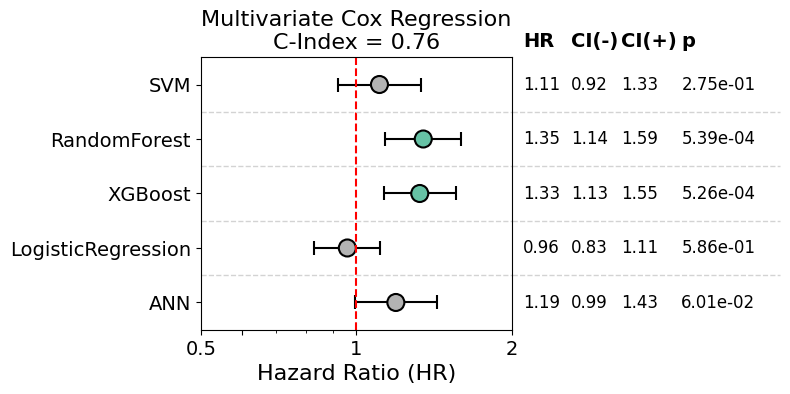 Multivariate Cox Regression
C-Index = 0.76
HR CI(-) CI(+) p
SVM 1.11 0.92 1.33 2.75e-01
RandomForest 1.35 1.14 1.59 5.39e-04
XGBoost 1.33 1.13 1.55 5.26e-04
LogisticRegression 0.96 0.83 1.11 5.86e-01
ANN 1.19 0.99 1.43 6.01e-02
0.5 1 2
Hazard Ratio (HR)